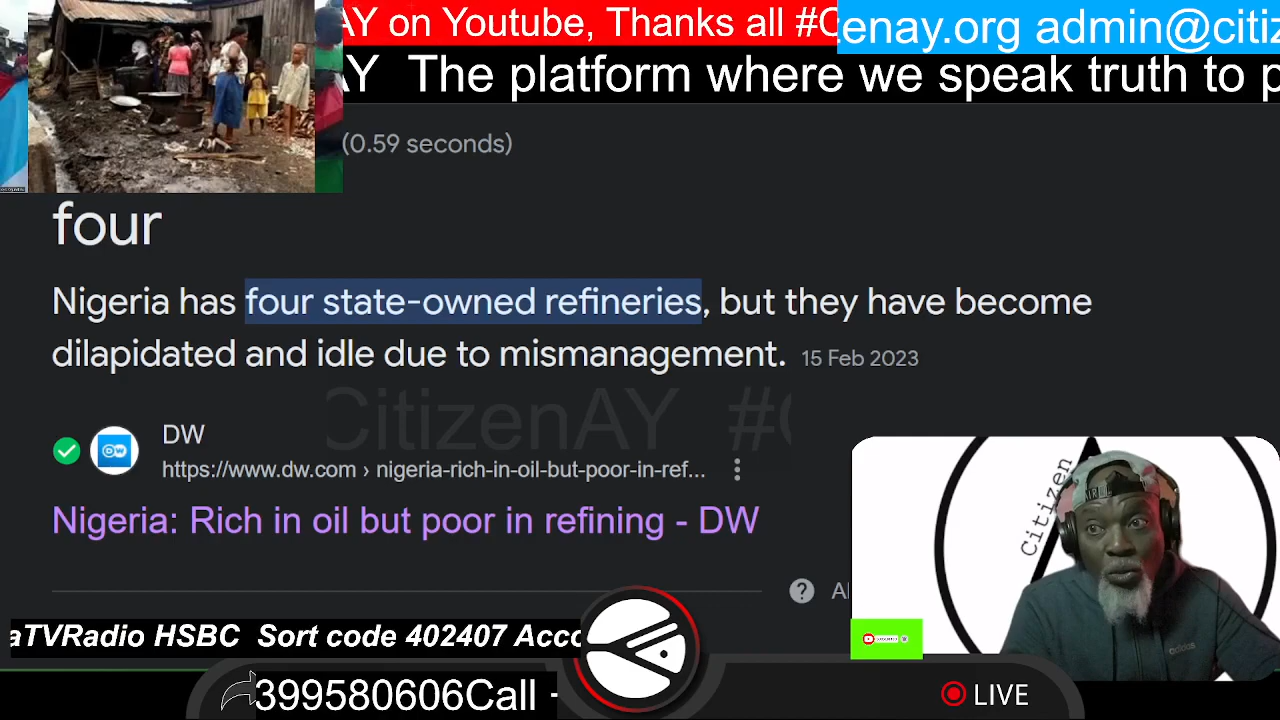 AY on Youtube, Thanks all #C
enay.org admin@citiz
AY The platform where we speak truth to p
(0.59 seconds)
four
Nigeria has four state-owned refineries, but they have become
dilapidated and idle due to mismanagement. 15 Feb 2023
CitizenAY #C
DW
https://www.dw.com › nigeria-rich-in-oil-but-poor-in-ref...
Nigeria: Rich in oil but poor in refining - DW
Citizen
A
adidas
aTVRadio HSBC Sort code 402407 Acco
399580606Call -
LIVE